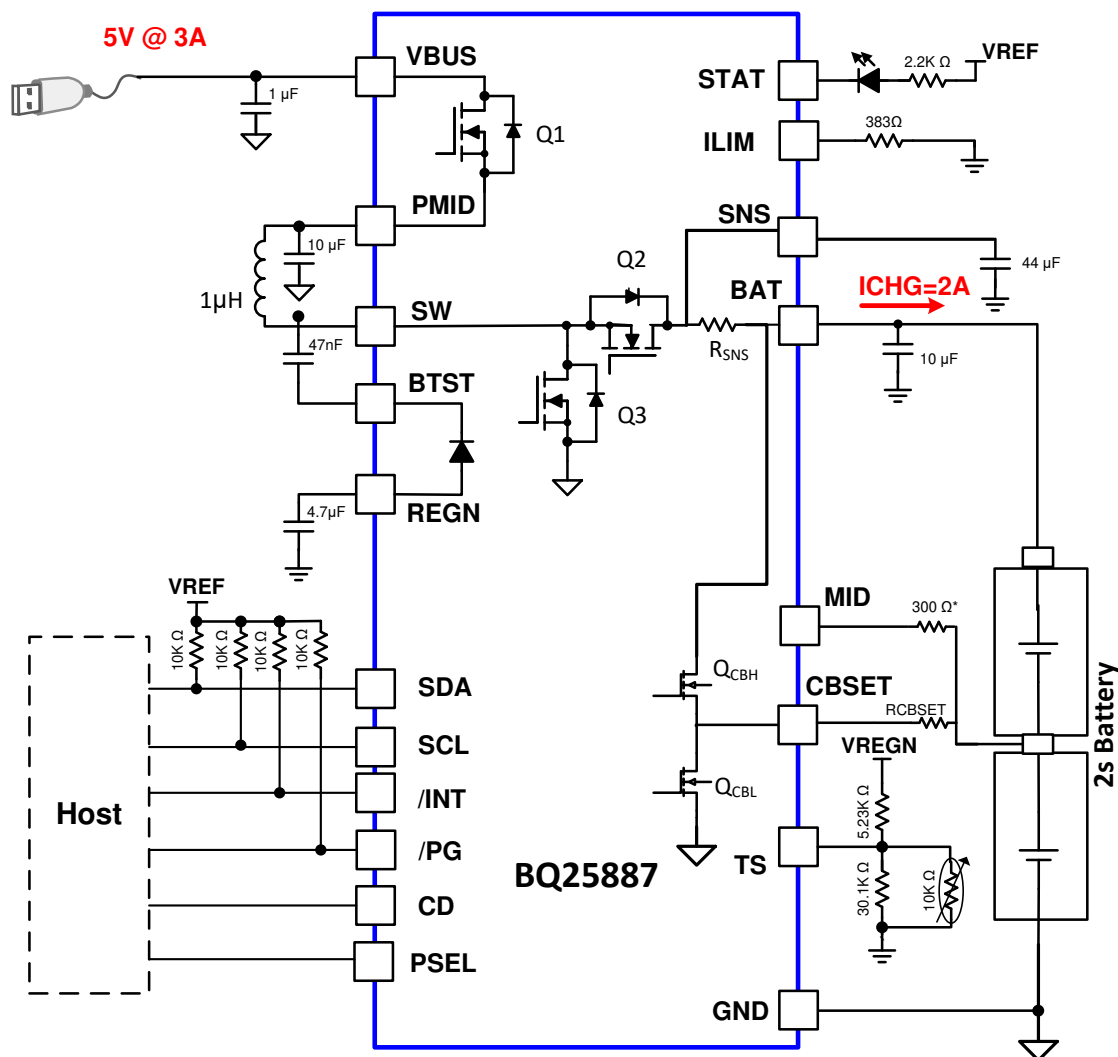 5V @ 3A
VBUS
1 µF
Q1
PMID
10 µF
1µH
SW
47nF
BTST
REGN
4.7µF
Q2
RSNS
Q3
STAT
2.2K Ω
VREF
ILIM
383Ω
SNS
44 µF
BAT
ICHG=2A
10 µF
MID
300 Ω*
QCBH
CBSET
RCBSET
QCBL
VREGN
5.23K Ω
TS
30.1K Ω
10K Ω
2s Battery
VREF
10K Ω
10K Ω
10K Ω
10K Ω
Host
SDA
SCL
/INT
/PG
CD
PSEL
BQ25887
GND